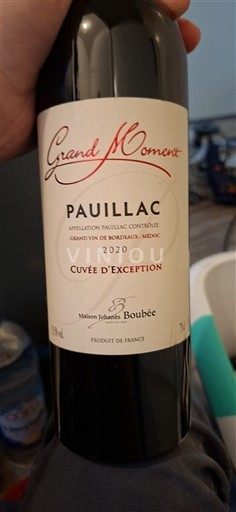 Grand Moment
PAUILLAC
APPELLATION PAUILLAC CONTRÔLÉE
GRAND VIN DE BORDEAUX - MÉDOC
2020
VINTOU
CUVÉE D'EXCEPTION
Maison Johanès Boubée
PRODUIT DE FRANCE